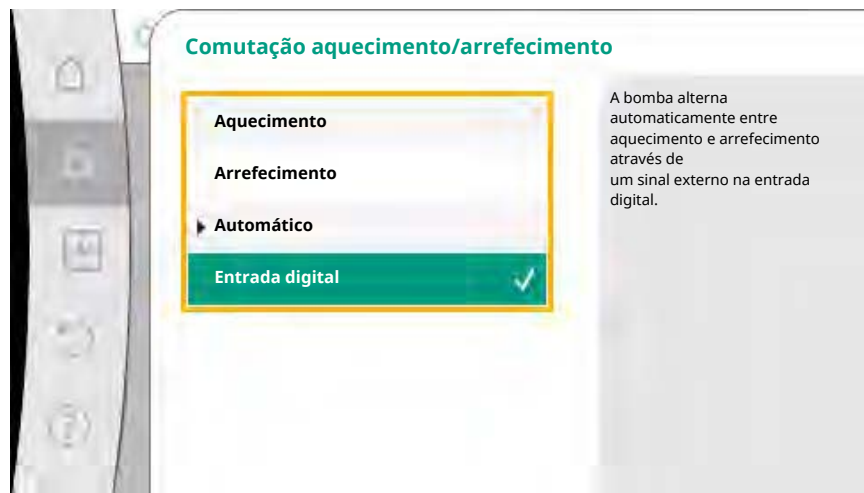 Comutação aquecimento/arrefecimento
Aquecimento
Arrefecimento
Automático
Entrada digital
A bomba alterna
automaticamente entre
aquecimento e arrefecimento
através de
um sinal externo na entrada
digital.